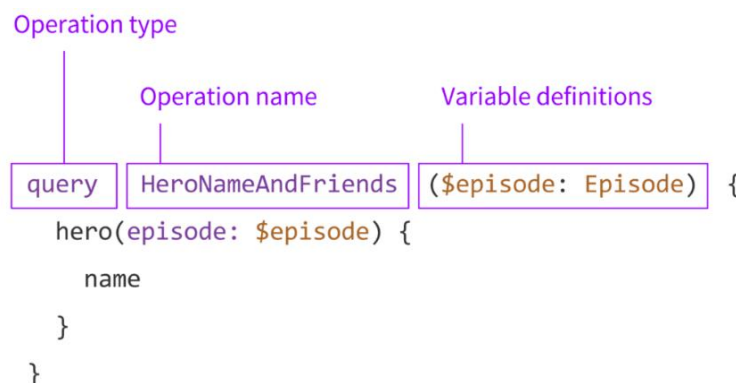 Operation type
Operation name Variable definitions
query HeroNameAndFriends ($episode: Episode) {
hero(episode: $episode) {
name
}
}